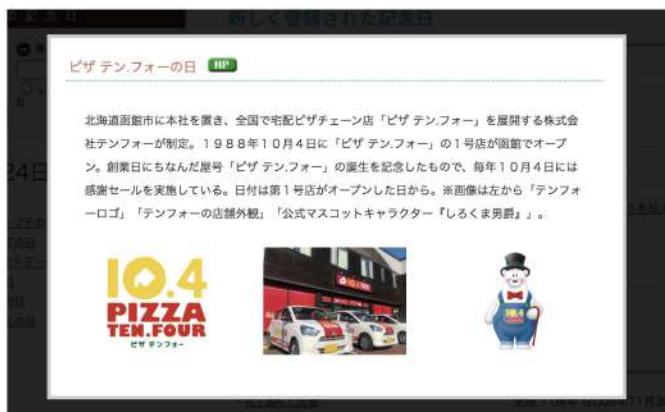 新しく登録された記念日
ピザ テン.フォーの日 HP
北海道函館市に本社を置き、全国で宅配ピザチェーン店「ピザ テン.フォー」を展開する株式会
社テンフォーが制定。１９８８年１０月４日に「ピザ テン.フォー」の１号店が函館でオープ
ン。創業日にちなんだ屋号「ピザ テン.フォー」の誕生を記念したもので、毎年１０月４日には
感謝セールを実施している。日付は第１号店がオープンした日から。※画像は左から「テンフォ
ーロゴ」「テンフォーの店舗外観」「公式マスコットキャラクター『しろくま男爵』」。
24日
10.4
PIZZA
TEN.FOUR
ピザ テンフォー
10.4
10.4